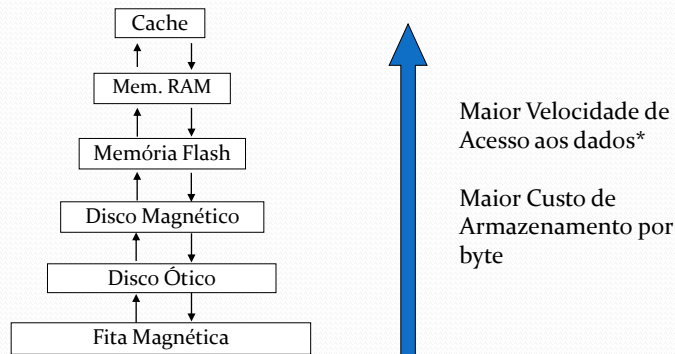 Cache
Mem. RAM
Memória Flash
Disco Magnético
Disco Ótico
Fita Magnética
Maior Velocidade de
Acesso aos dados*
Maior Custo de
Armazenamento por
byte